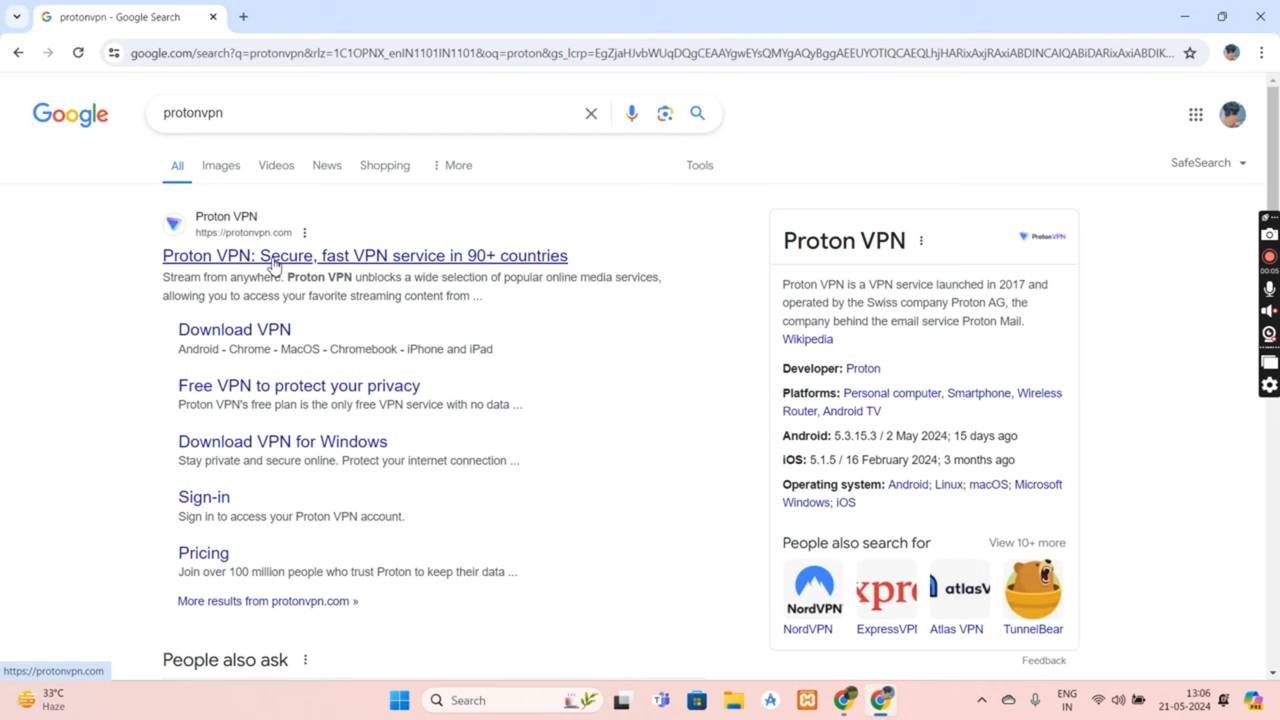 protonvpn - Google Search
google.com/search?q=protonvpn&rlz=1C1OPNX_enIN1101IN1101&oq=proton&gs_lcrp=EgZjaHJvbWUqDQgCEAAYgwEYsQMYgAQyBggAEEUYOTIQCAEQLhjHARixAxjRAxiABDINCAIQABiDARixAxiABDIK...
Google
protonvpn
All
Images
Videos
News
Shopping
More
Tools
SafeSearch
Proton VPN
https://protonvpn.com
Proton VPN: Secure, fast VPN service in 90+ countries
Stream from anywhere. Proton VPN unblocks a wide selection of popular online media services,
allowing you to access your favorite streaming content from ...
Download VPN
Android - Chrome - MacOS - Chromebook - iPhone and iPad
Free VPN to protect your privacy
Proton VPN's free plan is the only free VPN service with no data ...
Download VPN for Windows
Stay private and secure online. Protect your internet connection ...
Sign-in
Sign in to access your Proton VPN account.
Pricing
Join over 100 million people who trust Proton to keep their data ...
More results from protonvpn.com »
People also ask
Proton VPN
ProtonVPN
Proton VPN is a VPN service launched in 2017 and
operated by the Swiss company Proton AG, the
company behind the email service Proton Mail.
Wikipedia
Developer: Proton
Platforms: Personal computer, Smartphone, Wireless
Router, Android TV
Android: 5.3.15.3 / 2 May 2024; 15 days ago
iOS: 5.1.5 / 16 February 2024; 3 months ago
Operating system: Android; Linux; macOS; Microsoft
Windows; iOS
People also search for
View 10+ more
NordVPN
xpre
atlasV
NordVPN
ExpressVPN
Atlas VPN
TunnelBear
Feedback
00:05
https://protonvpn.com
33°C
Haze
Search
ENG
IN
13:06
21-05-2024
PRE